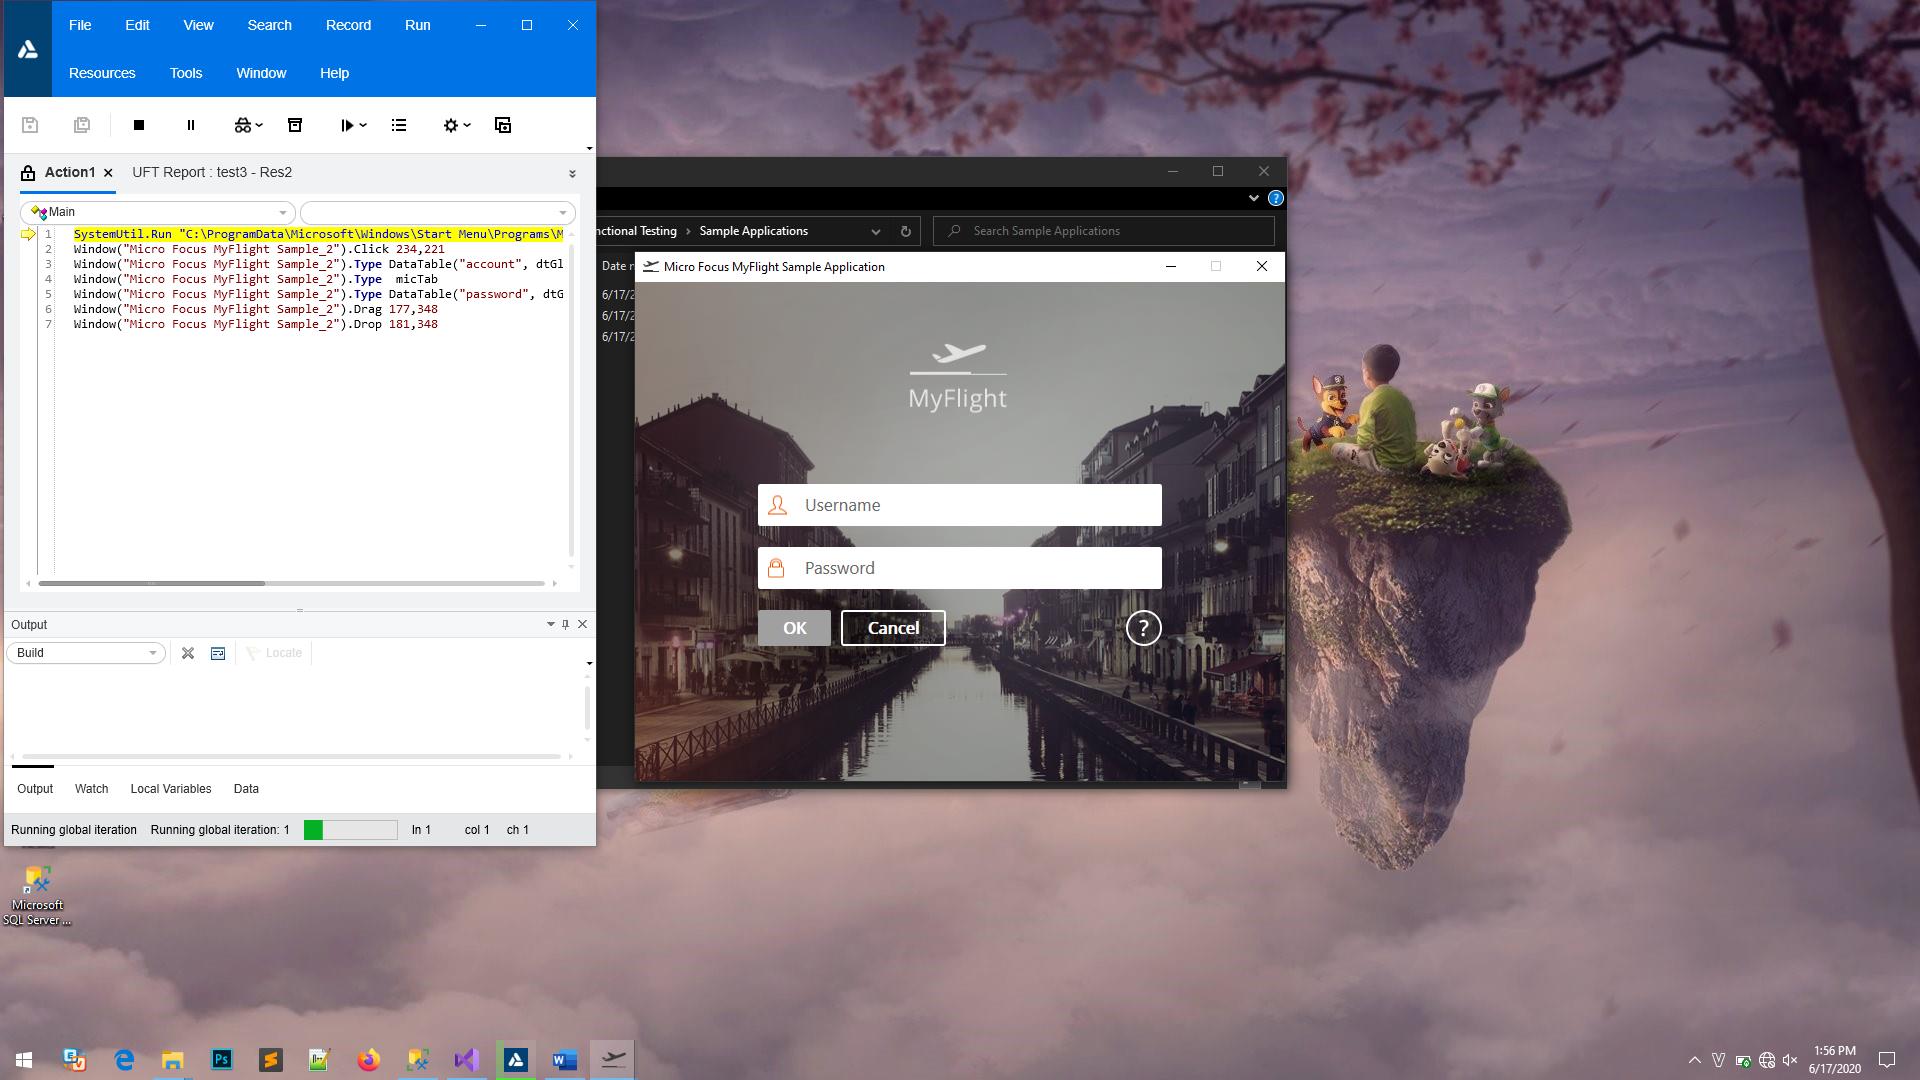 File Edit View Search Record Run
Resources Tools Window Help
Action1 UFT Report : test3 - Res2
Main
1 SystemUtil.Run "C:\ProgramData\Microsoft\Windows\Start Menu\Programs\M
2 Window("Micro Focus MyFlight Sample_2").Click 234,221
3 Window("Micro Focus MyFlight Sample_2").Type DataTable("account", dtGl
4 Window("Micro Focus MyFlight Sample_2").Type micTab
5 Window("Micro Focus MyFlight Sample_2").Type DataTable("password", dtG
6 Window("Micro Focus MyFlight Sample_2").Drag 177,348
7 Window("Micro Focus MyFlight Sample_2").Drop 181,348
Output
Build Locate
Output Watch Local Variables Data
Running global iteration Running global iteration: 1 ln 1 col 1 ch 1
?
nctional Testing › Sample Applications Search Sample Applications
Date
6/17/2
6/17/2
6/17/2
Micro Focus MyFlight Sample Application
MyFlight
Username
Password
OK Cancel ?
Microsoft
SQL Server ...
Ps
1:56 PM
6/17/2020